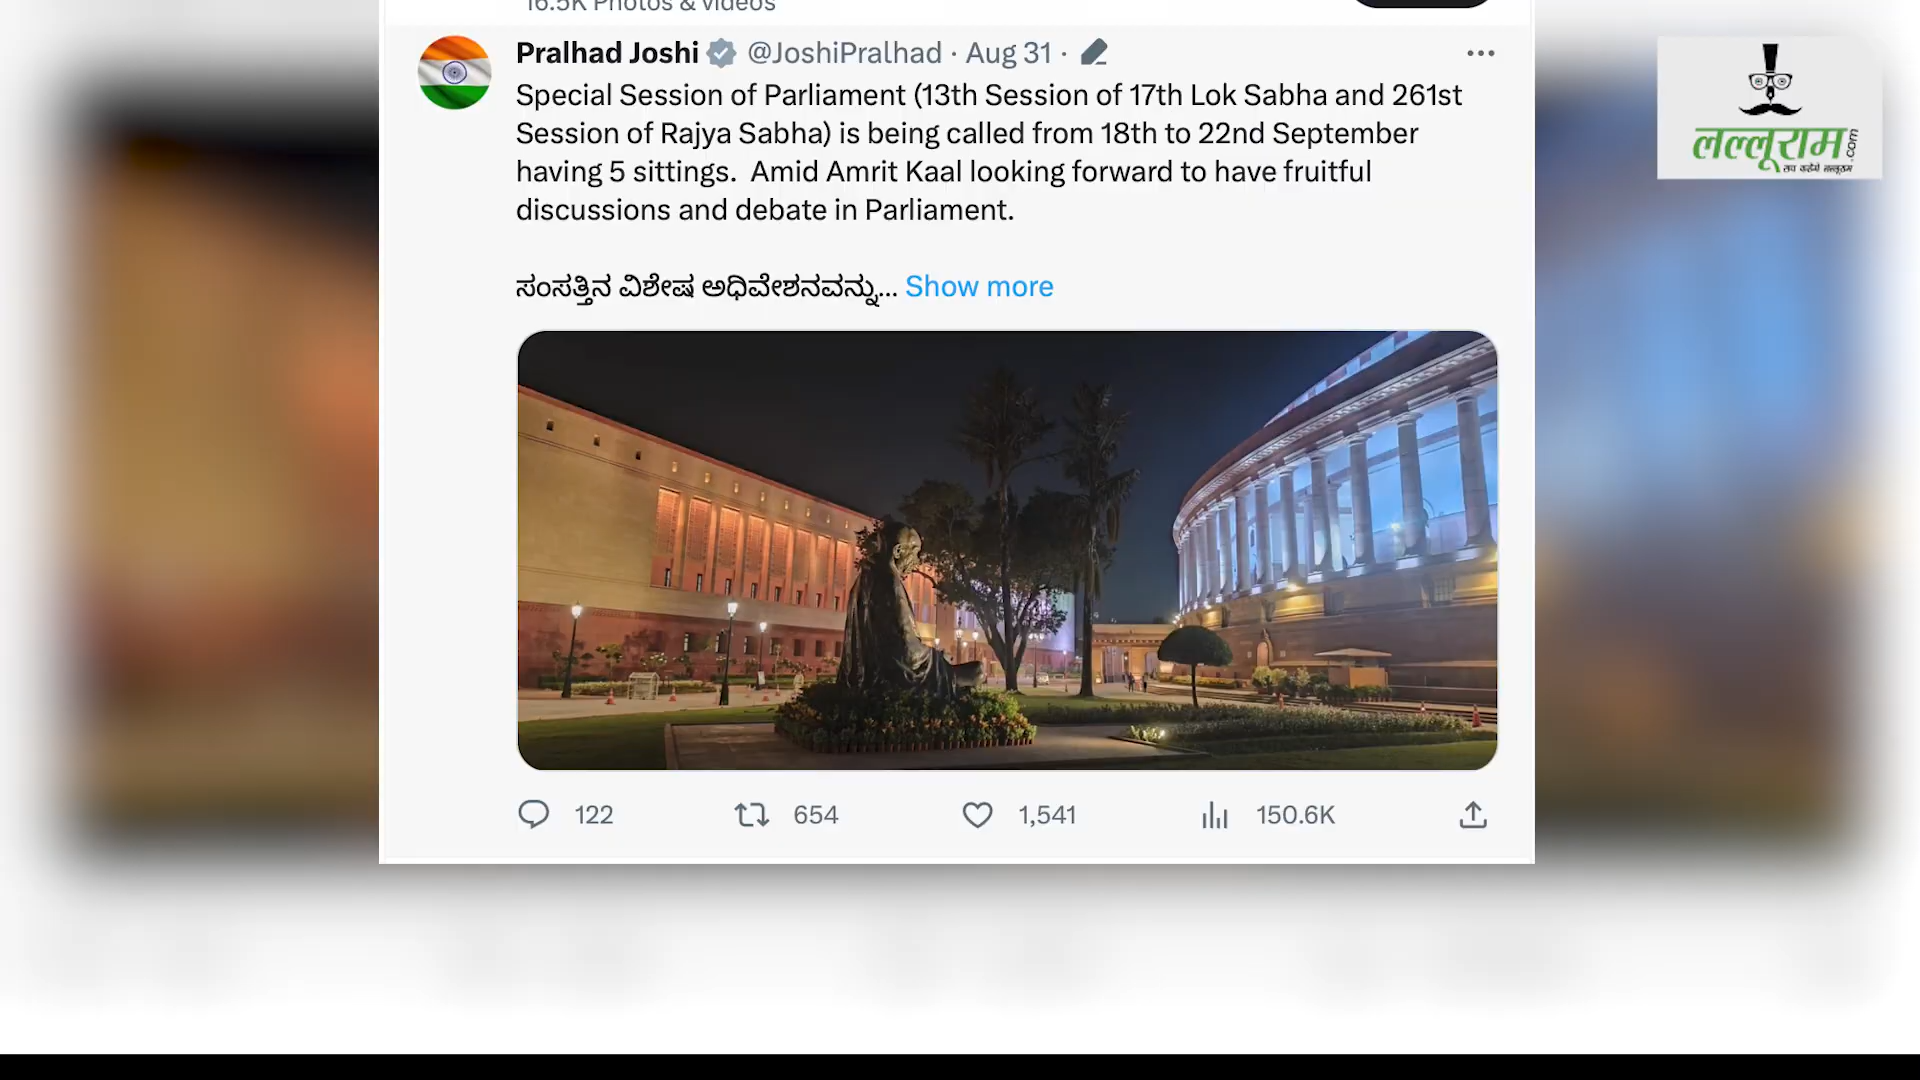 16.5K Photos & videos
Pralhad Joshi @JoshiPralhad · Aug 31 ·
Special Session of Parliament (13th Session of 17th Lok Sabha and 261st
Session of Rajya Sabha) is being called from 18th to 22nd September
having 5 sittings.  Amid Amrit Kaal looking forward to have fruitful
discussions and debate in Parliament.
ಸಂಸತ್ತಿನ ವಿಶೇಷ ಅಧಿವೇಶನವನ್ನು... Show more
122 654 1,541 150.6K
लल्लूराम.com
सच कहेंगे लल्लूराम